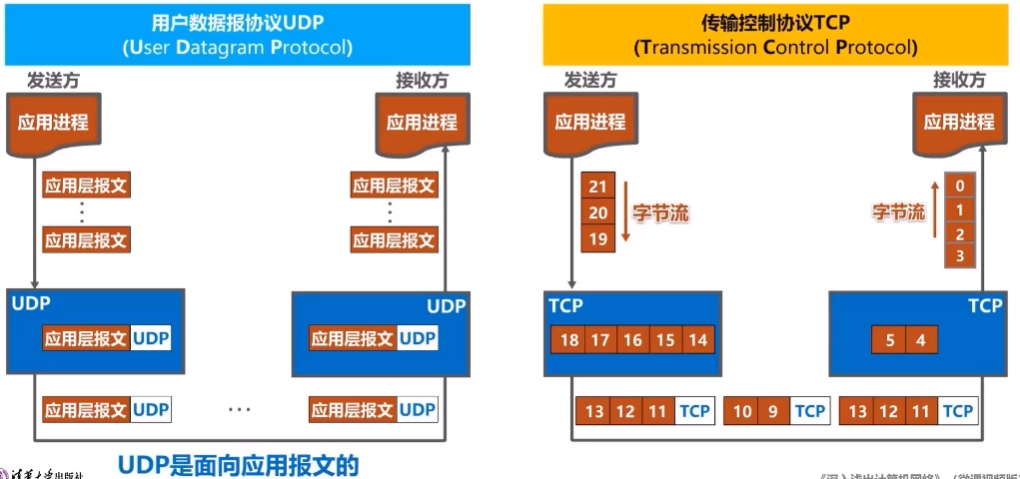 用户数据报协议UDP
(User Datagram Protocol)
发送方
接收方
应用进程
应用进程
应用层报文
应用层报文
应用层报文
应用层报文
UDP
UDP
应用层报文 UDP
应用层报文 UDP
应用层报文 UDP
...
应用层报文 UDP
UDP是面向应用报文的
清华大学出版社
传输控制协议TCP
(Transmission Control Protocol)
发送方
接收方
应用进程
应用进程
21
20
19
字节流
字节流
0
1
2
3
TCP
TCP
18 17 16 15 14
5 4
13 12 11 TCP
10 9 TCP
13 12 11 TCP
《深入浅出计算机网络》（微课视频版）